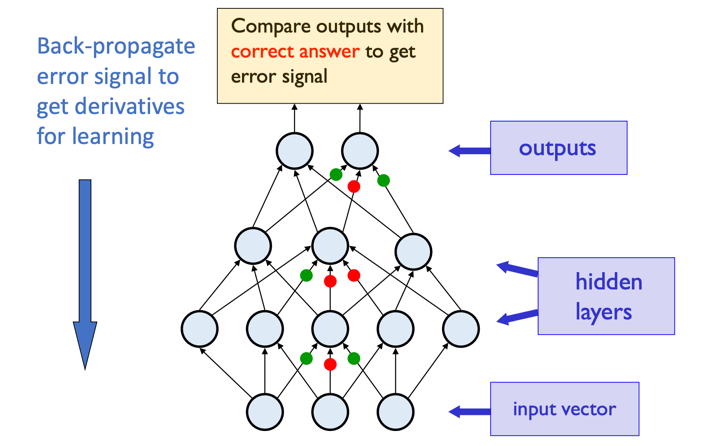 Back-propagate
error signal to
get derivatives
for learning
Compare outputs with
correct answer to get
error signal
outputs
hidden
layers
input vector